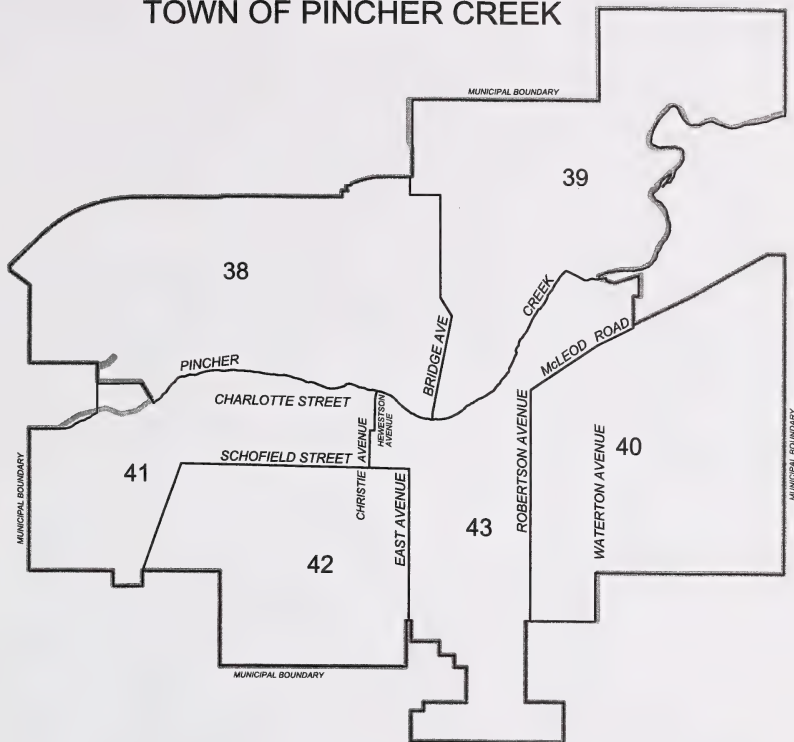 TOWN OF PINCHER CREEK
MUNICIPAL BOUNDARY
39
38
CREEK
BRIDGE AVE
McLEOD ROAD
PINCHER
CHARLOTTE STREET
HEWESTSON
AVENUE
CHRISTIE AVENUE
SCHOFIELD STREET
41
ROBERTSON AVENUE
WATERTON AVENUE
40
MUNICIPAL BOUNDARY
MUNICIPAL BOUNDARY
EAST AVENUE
43
42
MUNICIPAL BOUNDARY